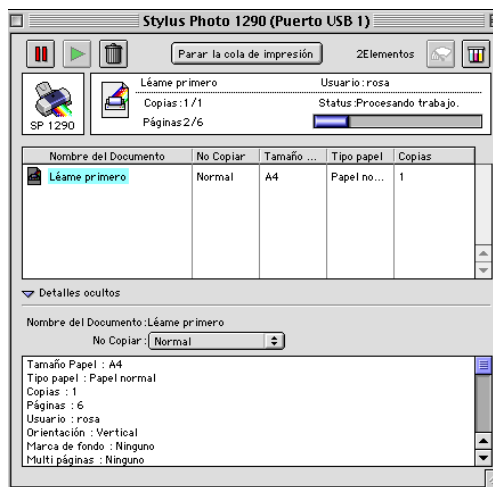 Stylus Photo 1290 (Puerto USB 1)
Parar la cola de impresión
2Elementos
SP 1290
Léame primero
Usuario:rosa
Copias:1/1
Status:Procesando trabajo.
Páginas2/6
Nombre del Documento
No Copiar
Tamaño ...
Tipo papel
Copias
Léame primero
Normal
A4
Papel no...
1
Detalles ocultos
Nombre del Documento:Léame primero
No Copiar: Normal
Tamaño Papel : A4
Tipo papel : Papel normal
Copias : 1
Páginas : 6
Usuario : rosa
Orientación : Vertical
Marca de fondo : Ninguno
Multi páginas : Ninguno